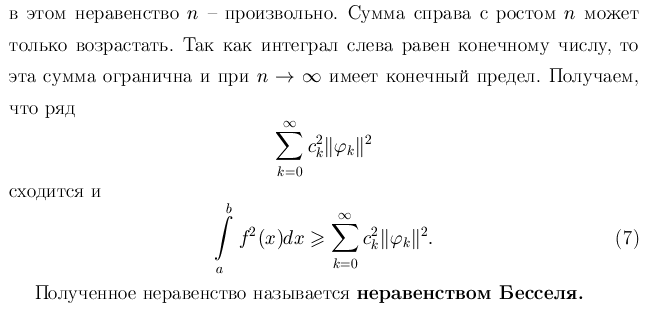 в этом неравенство n – произвольно. Сумма справа с ростом n может
только возрастать. Так как интеграл слева равен конечному числу, то
эта сумма огранична и при n → ∞ имеет конечный предел. Получаем,
что ряд
∑_{k=0}^{∞} c_k^2 ‖φ_k‖^2
сходится и
∫_a^b f^2(x)dx ⩾ ∑_{k=0}^{∞} c_k^2 ‖φ_k‖^2. (7)
Полученное неравенство называется неравенством Бесселя.